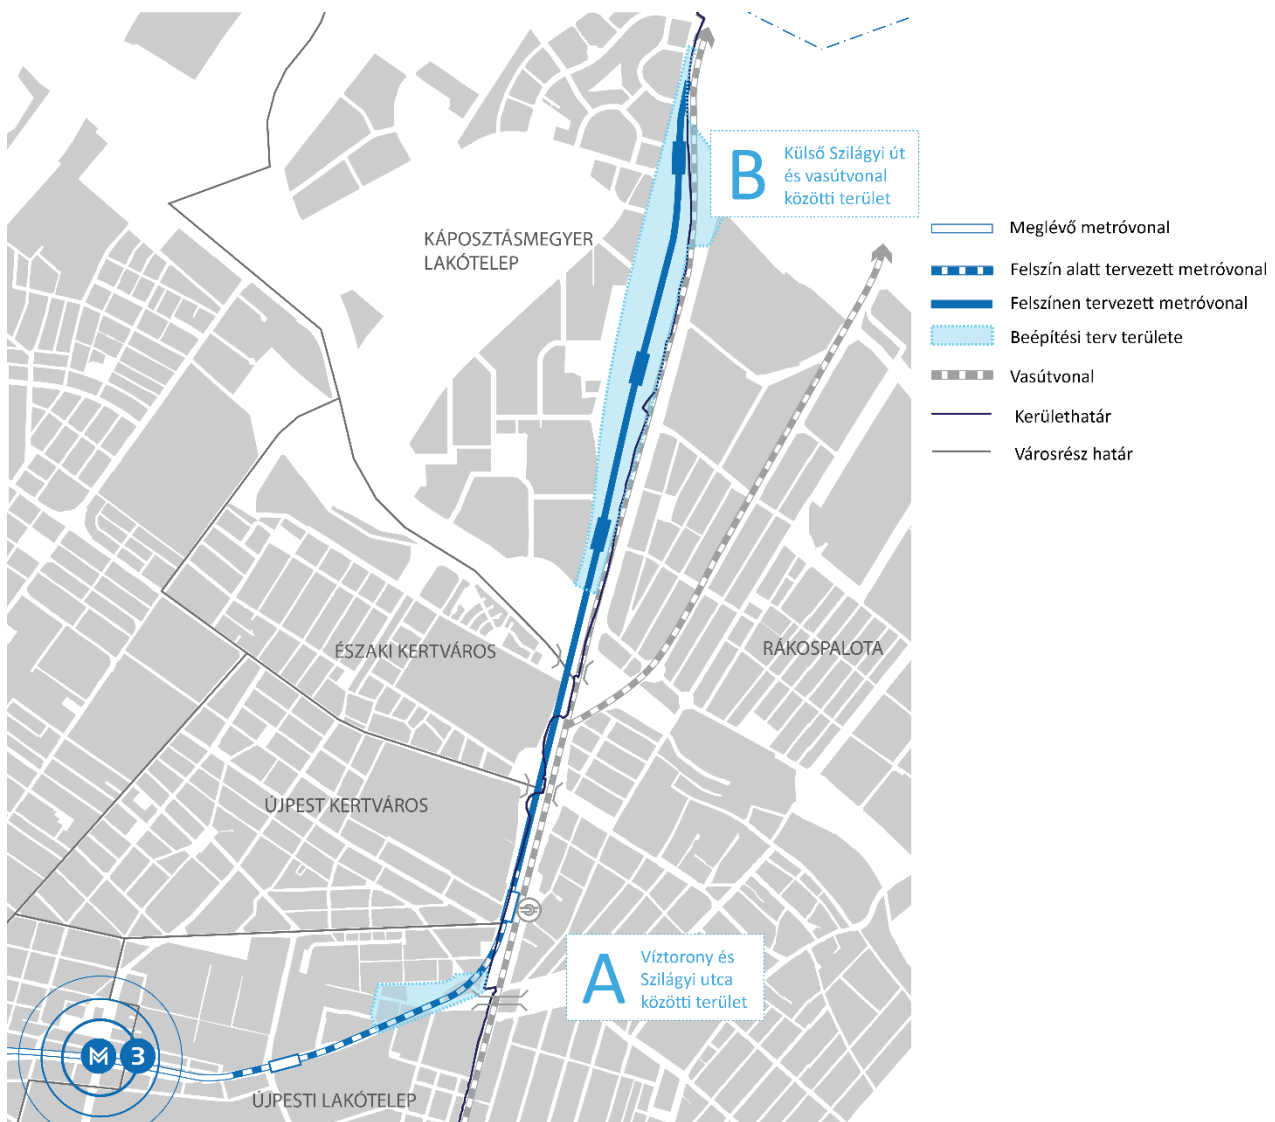 B
Külső Szilágyi út
és vasútvonal
közötti terület
KÁPOSZTÁSMEGYER
LAKÓTELEP
Meglévő metróvonal
Felszín alatt tervezett metróvonal
Felszínen tervezett metróvonal
Beépítési terv területe
Vasútvonal
Kerülethatár
Városrész határ
ÉSZAKI KERTVÁROS
RÁKOSPALOTA
ÚJPEST KERTVÁROS
A
Víztorony és
Szilágyi utca
közötti terület
M 3
ÚJPESTI LAKÓTELEP